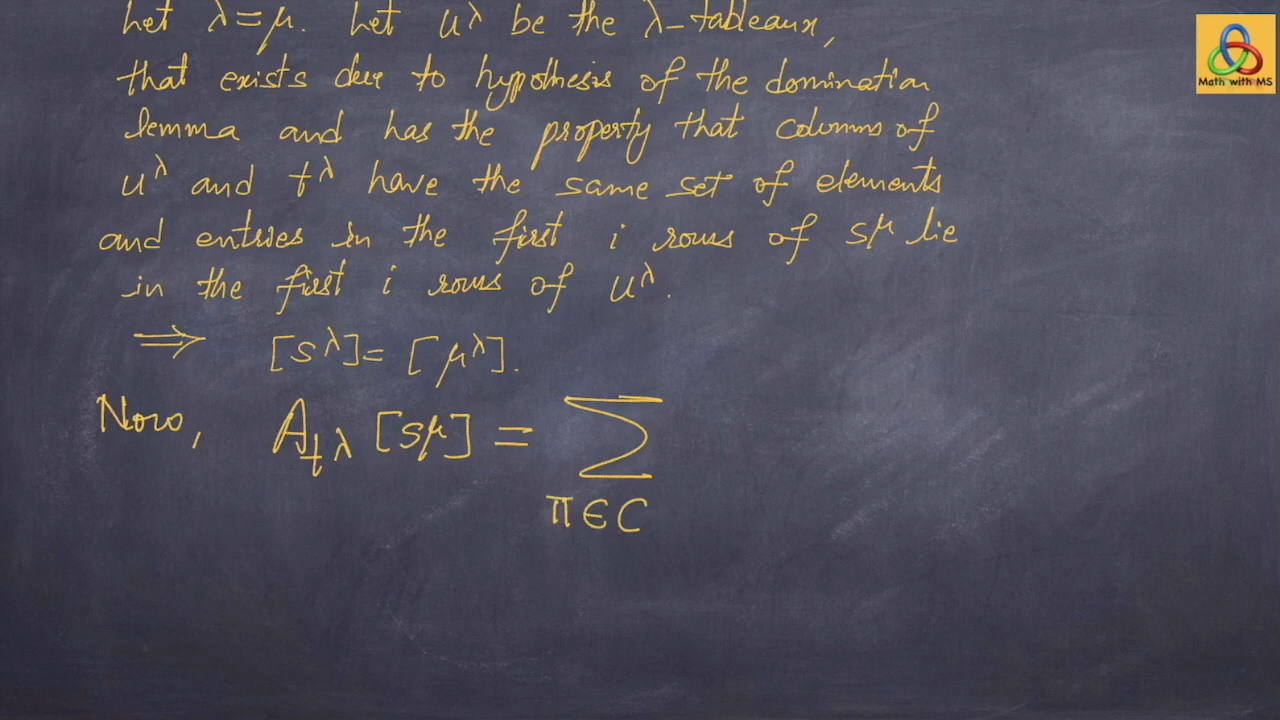 Let λ=μ. Let u^λ be the λ-tableaux,
that exists due to hypothesis of the domination
lemma and has the property that columns of
u^λ and t^λ have the same set of elements
and entries in the first i rows of s^μ lie
in the first i rows of u^λ.
⟹ [s^λ]= [μ^λ].
Now, A_{t^λ} [s^μ] = ∑
π∈C
Math with MS